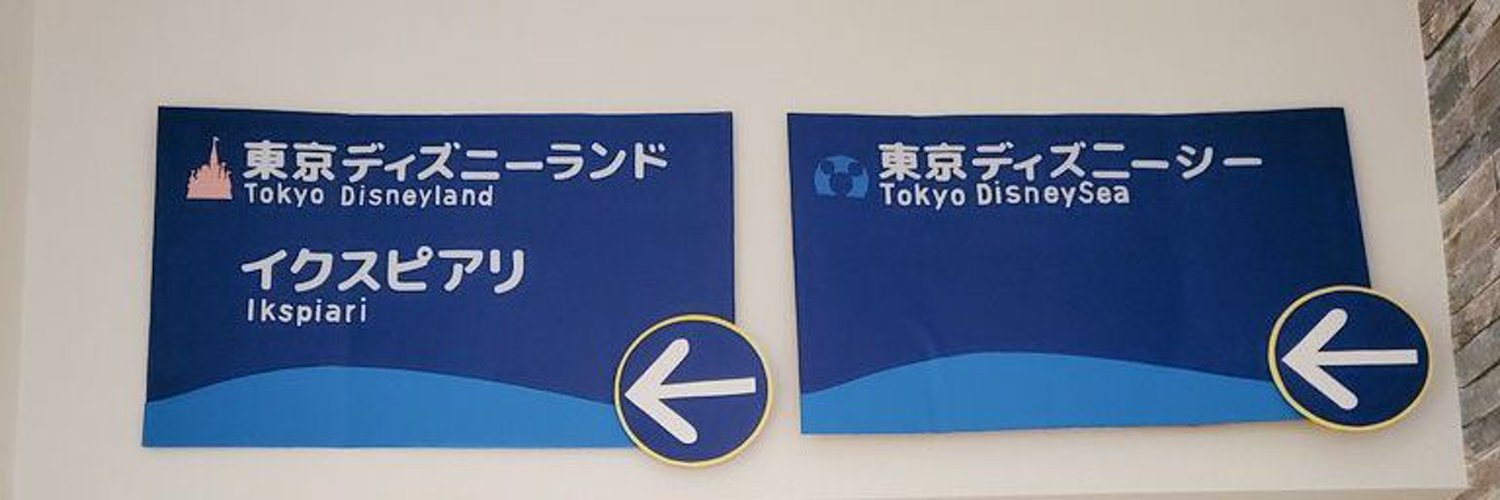 東京ディズニーランド
Tokyo Disneyland
イクスピアリ
Ikspiari
東京ディズニーシー
Tokyo DisneySea